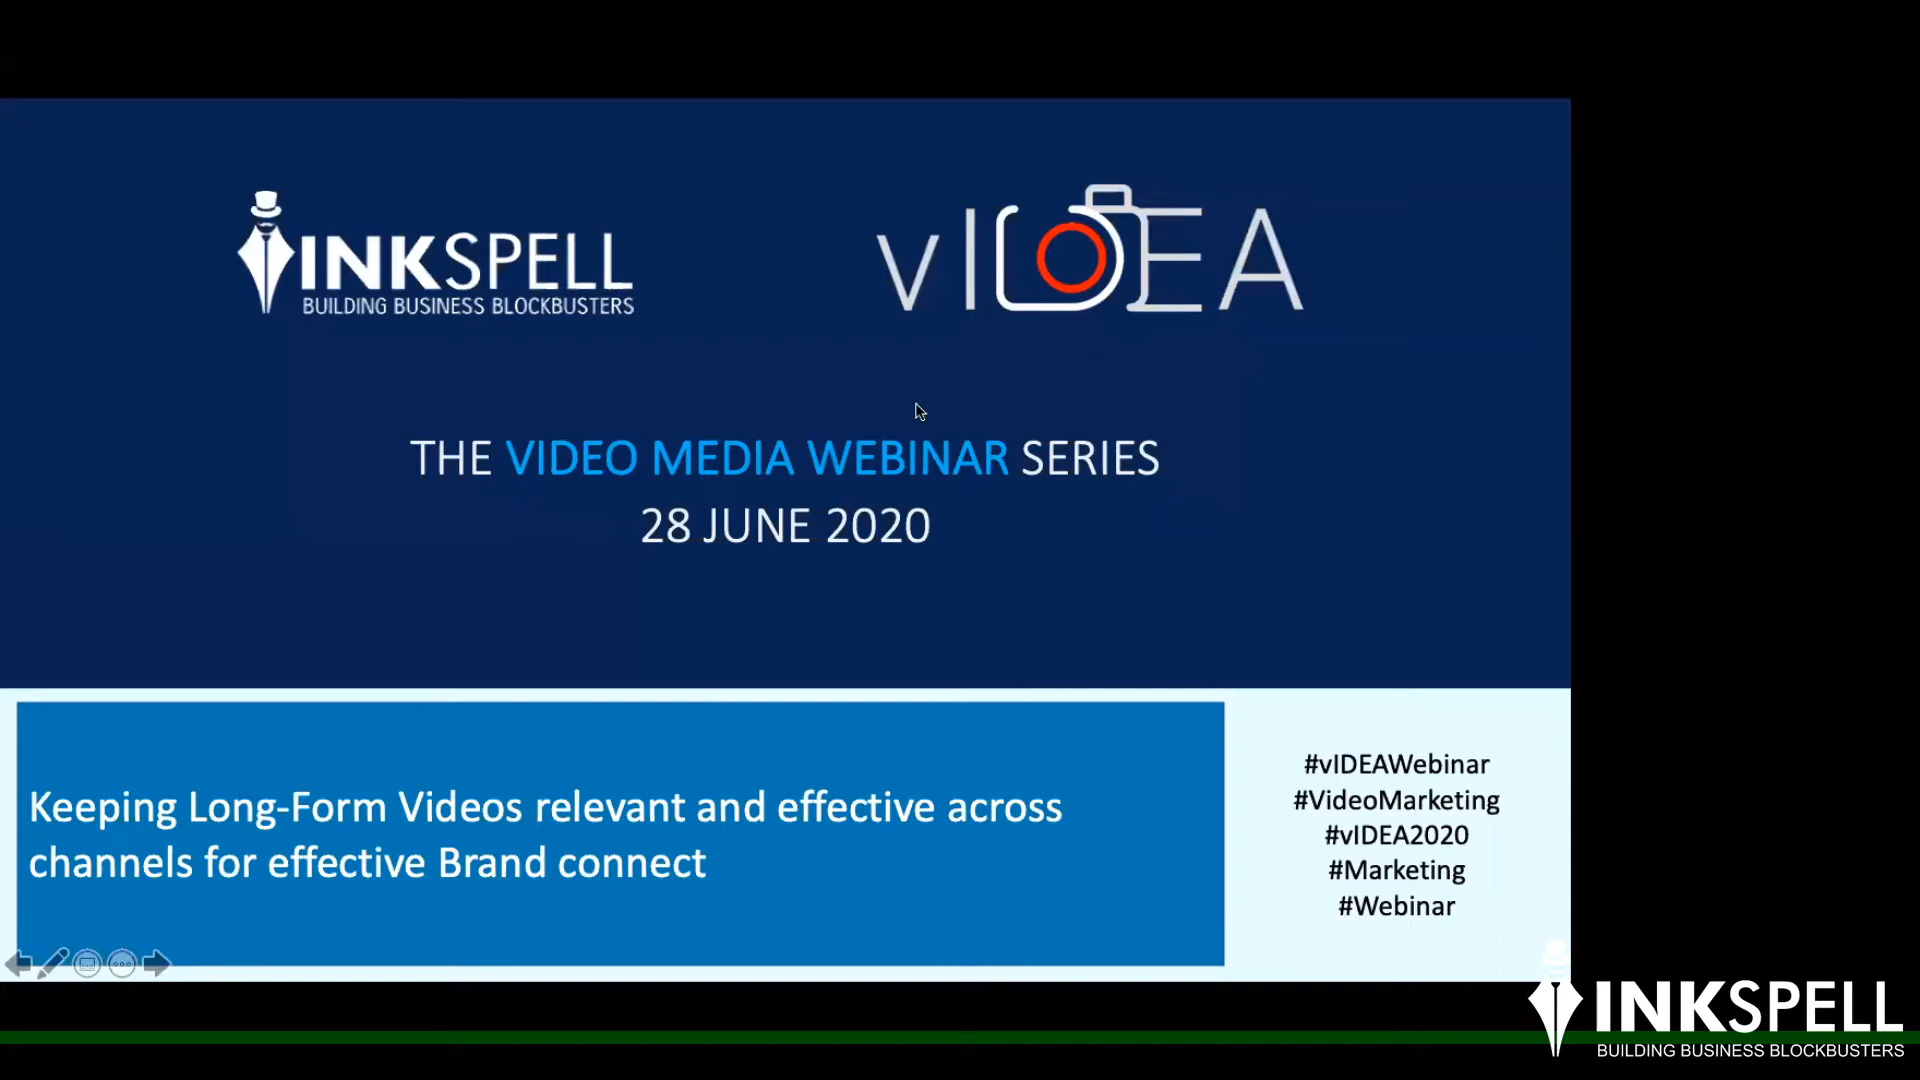 INKSPELL
BUILDING BUSINESS BLOCKBUSTERS
vIDEA
THE VIDEO MEDIA WEBINAR SERIES
28 JUNE 2020
Keeping Long-Form Videos relevant and effective across
channels for effective Brand connect
#vIDEAWebinar
#VideoMarketing
#vIDEA2020
#Marketing
#Webinar
INKSPELL
BUILDING BUSINESS BLOCKBUSTERS